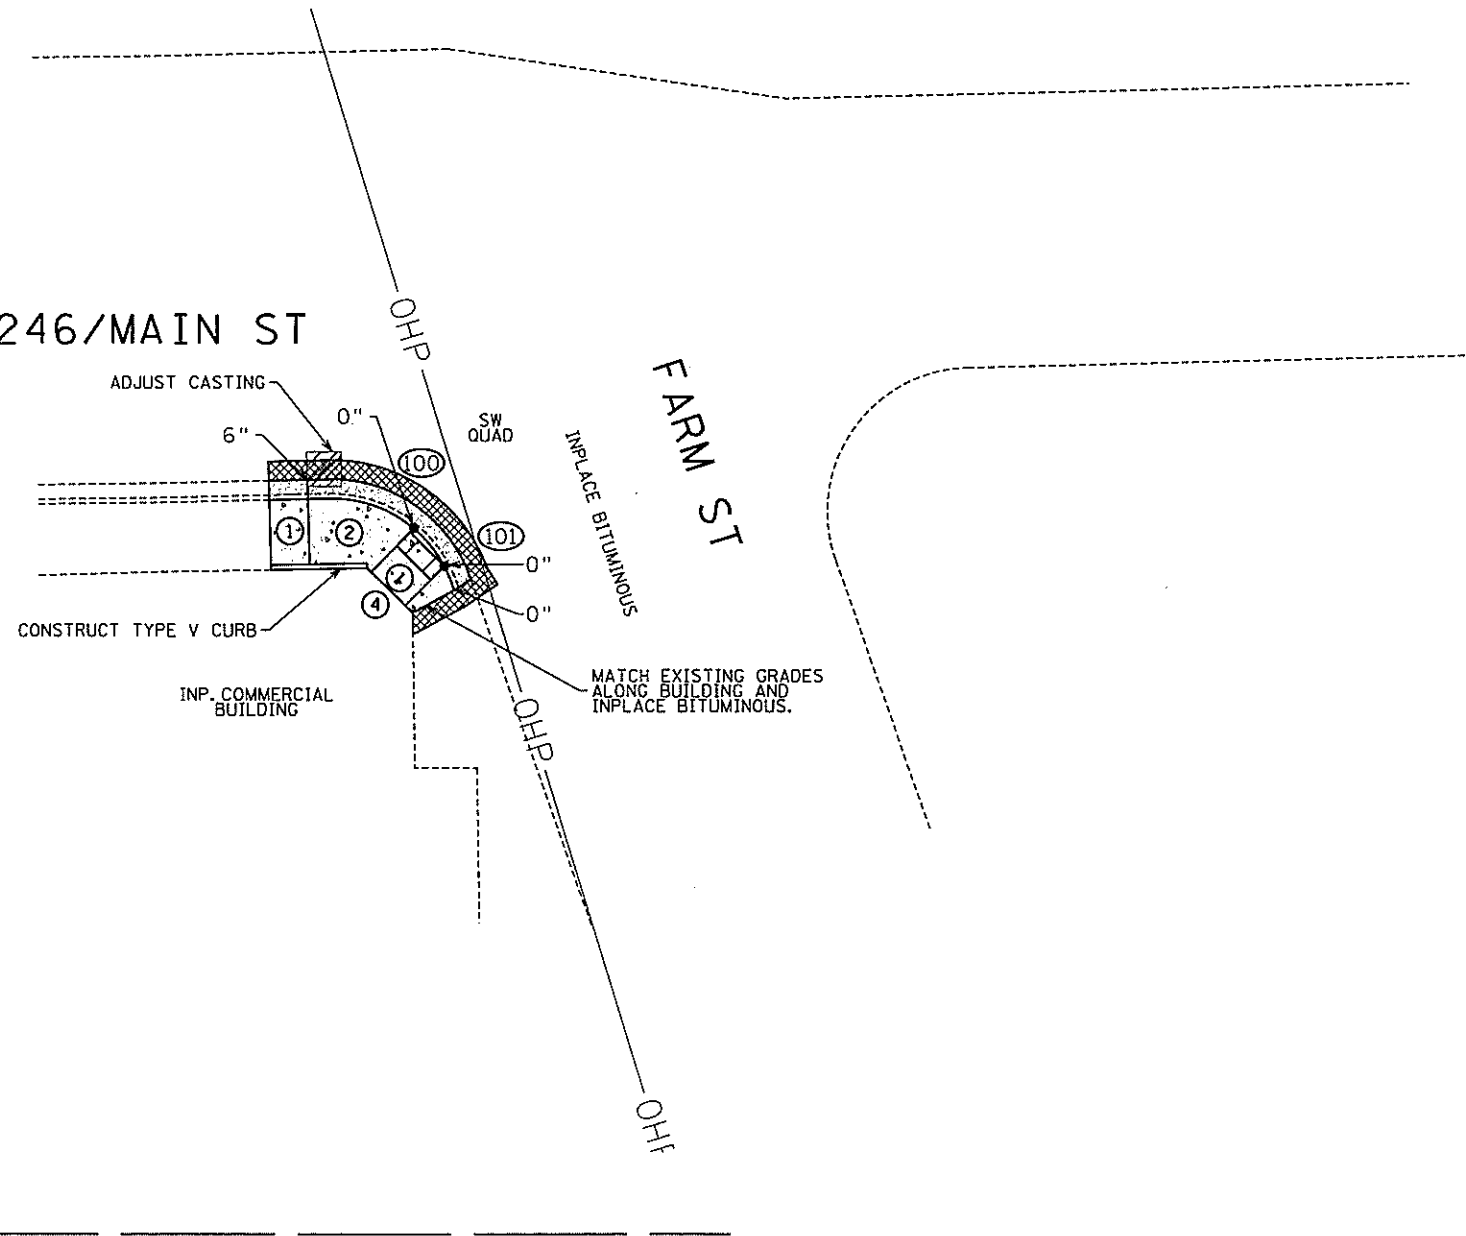 246/MAIN ST
ADJUST CASTING
0"
6"
OHP
SW
QUAD
FARM ST
INPLACE BITUMINOUS
100
101
1
2
1
4
0"
0"
CONSTRUCT TYPE V CURB
MATCH EXISTING GRADES
ALONG BUILDING AND
INPLACE BITUMINOUS.
INP. COMMERCIAL
BUILDING
OHP
OHP